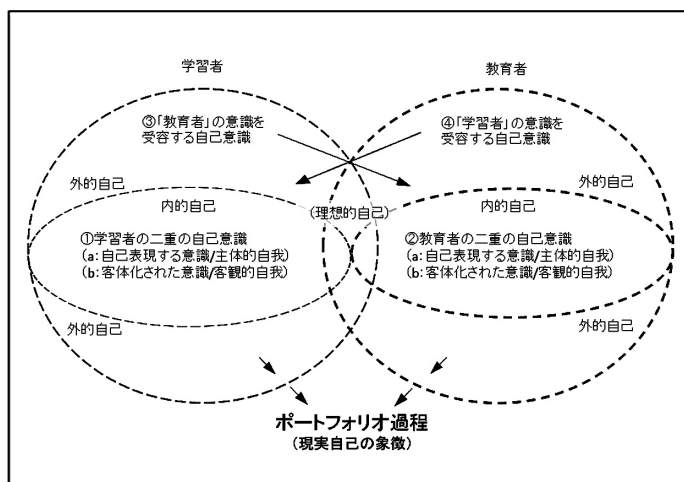 学習者
教育者
③「教育者」の意識を
受容する自己意識
④「学習者」の意識を
受容する自己意識
外的自己
外的自己
内的自己
(理想的自己)
内的自己
①学習者の二重の自己意識
(a:自己表現する意識/主体的自我)
(b:客体化された意識/客観的自我)
②教育者の二重の自己意識
(a:自己表現する意識/主体的自我)
(b:客体化された意識/客観的自我)
外的自己
外的自己
ポートフォリオ過程
(現実自己の象徴)